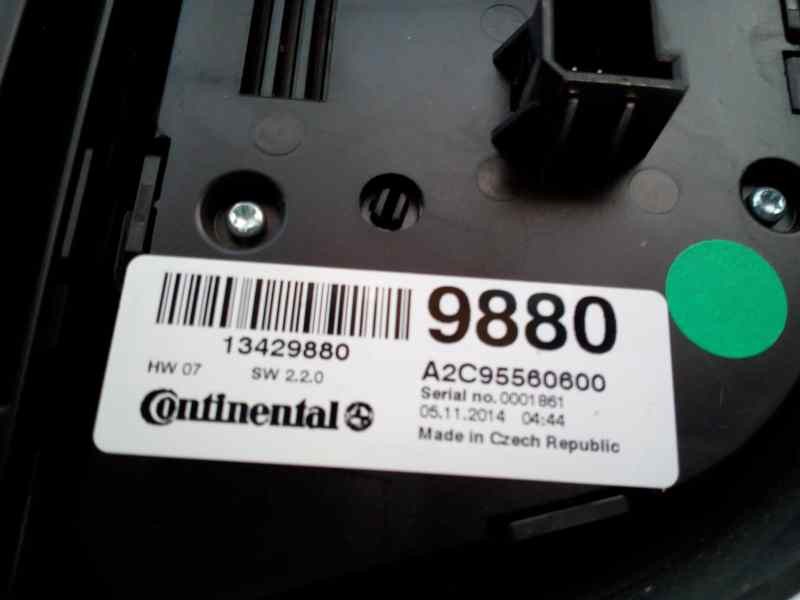 13429880
9880
HW 07 SW 2.2.0
A2C95560600
Continental
Serial no. 0001861
05.11.2014 04:44
Made in Czech Republic